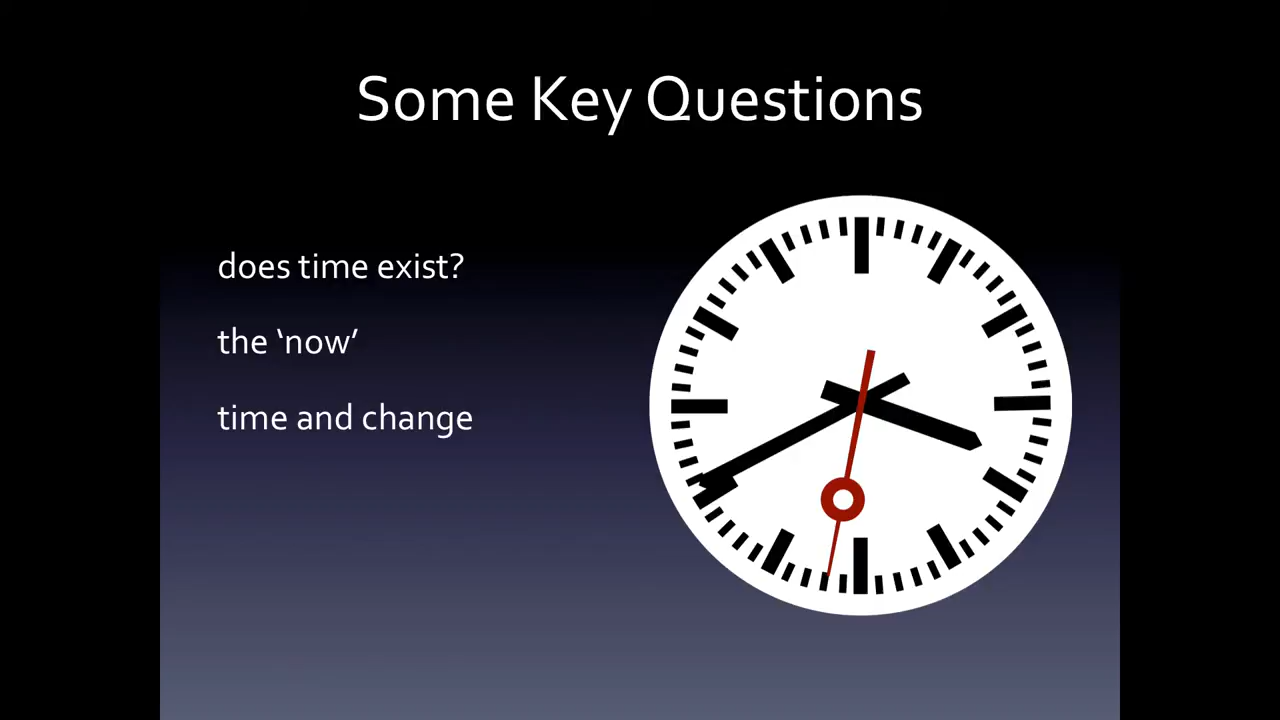 Some Key Questions
does time exist?
the ‘now’
time and change